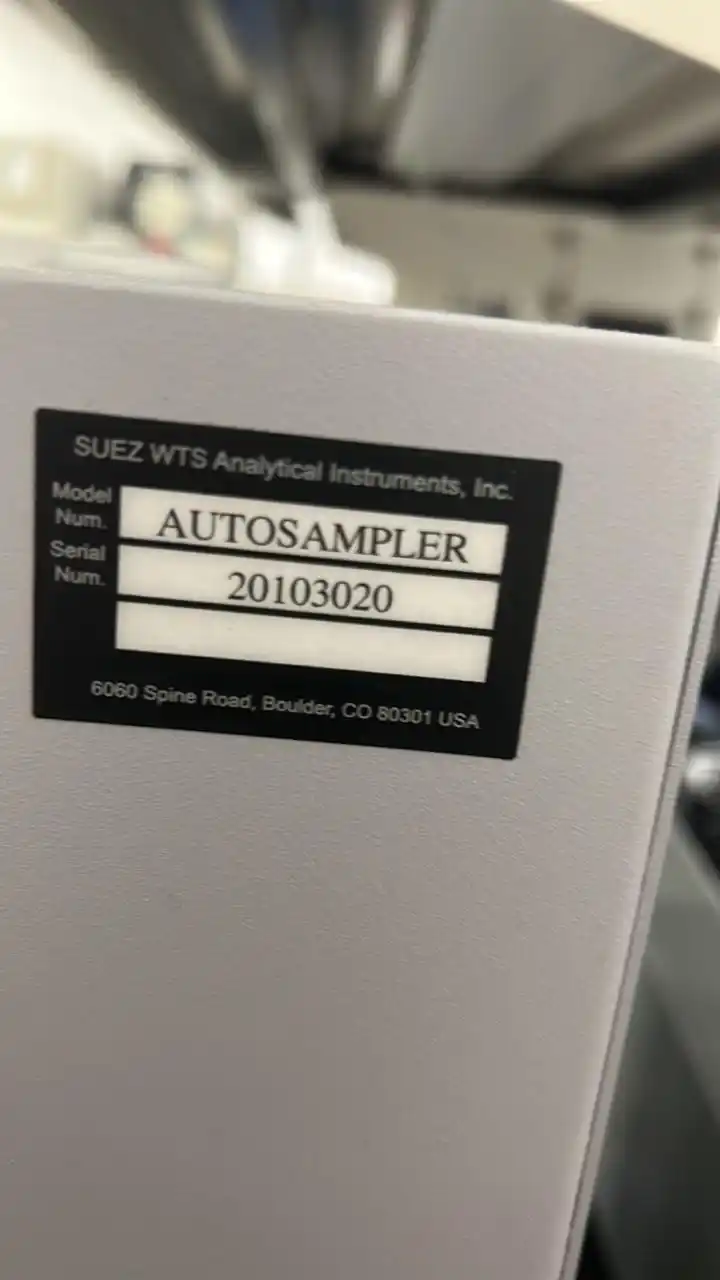 SUEZ WTS Analytical Instruments, Inc.
Model Num. AUTOSAMPLER
Serial Num. 20103020
6060 Spine Road, Boulder, CO 80301 USA